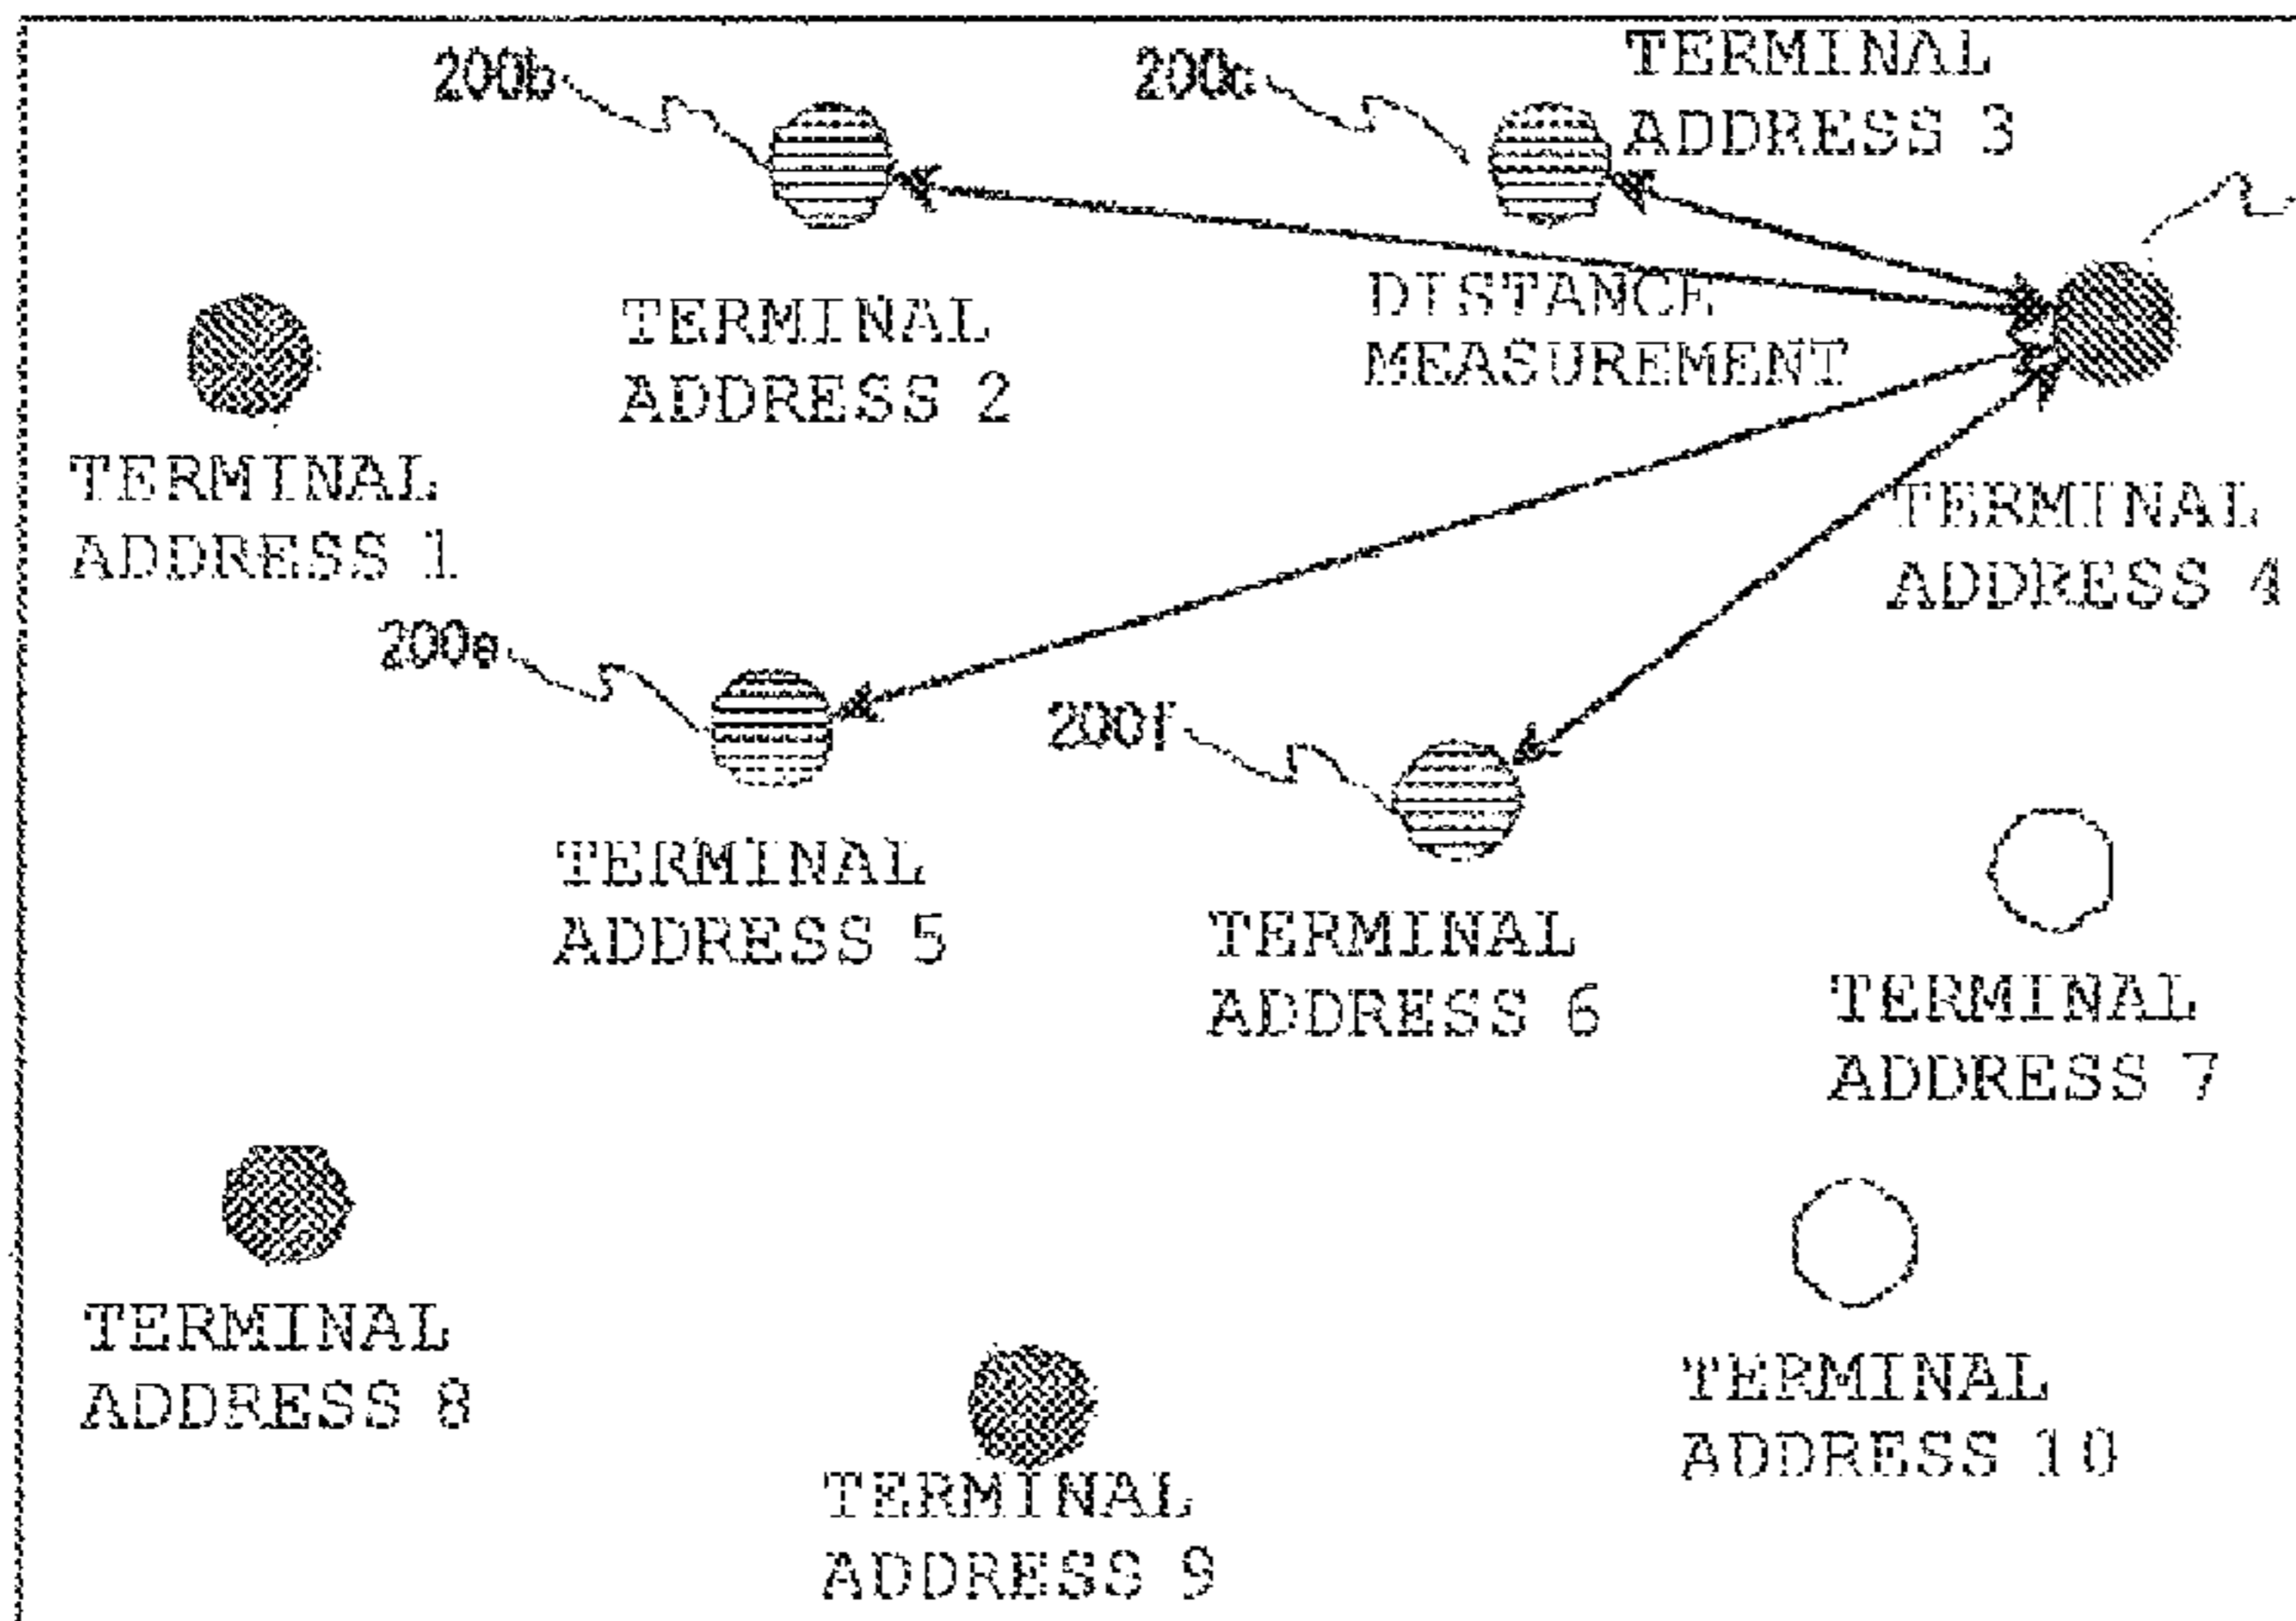 200b
200c
TERMINAL
ADDRESS 3
TERMINAL
ADDRESS 2
DISTANCE
MEASUREMENT
TERMINAL
ADDRESS 1
TERMINAL
ADDRESS 4
200e
200f
TERMINAL
ADDRESS 5
TERMINAL
ADDRESS 6
TERMINAL
ADDRESS 7
TERMINAL
ADDRESS 8
TERMINAL
ADDRESS 10
TERMINAL
ADDRESS 9